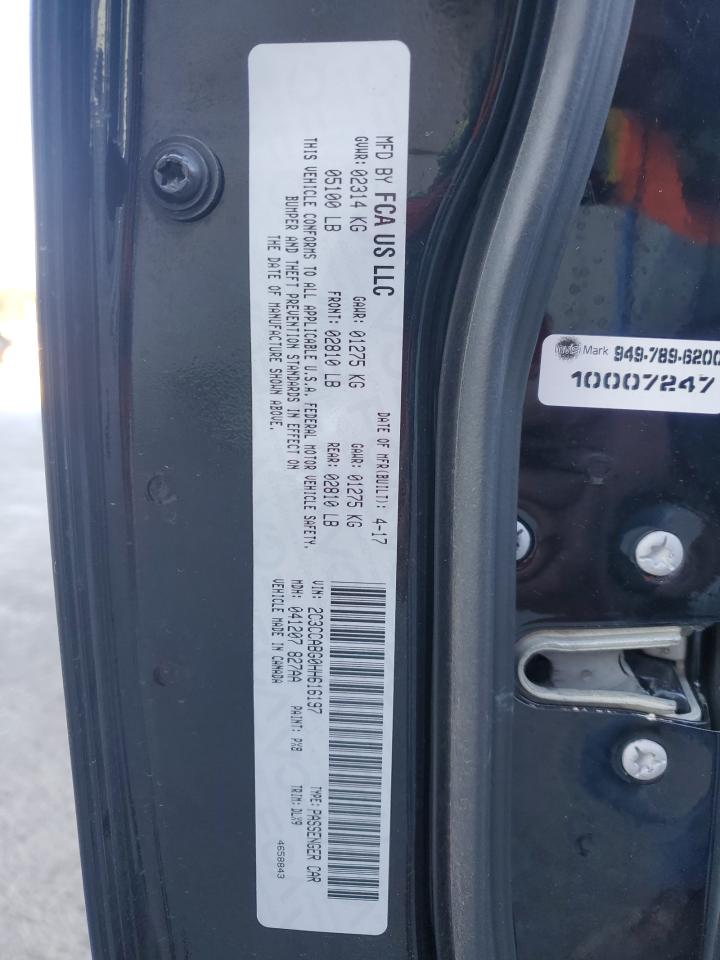 MFD BY FCA US LLC
DATE OF MFR(BUILT): 4-17
GVWR: 02314 KG GAWR: 01275 KG GAWR: 01275 KG
05100 LB FRONT: 02810 LB REAR: 02810 LB
THIS VEHICLE CONFORMS TO ALL APPLICABLE U.S.A. FEDERAL MOTOR VEHICLE SAFETY,
BUMPER AND THEFT PREVENTION STANDARDS IN EFFECT ON
THE DATE OF MANUFACTURE SHOWN ABOVE.
VIN: 2C3CCABG0HH616197 TYPE: PASSENGER CAR
MDH: 041207 827AA PAINT: PX8 TRIM: DLX9
VEHICLE MADE IN CANADA 4658843
Mark 949-789-6200
10007247